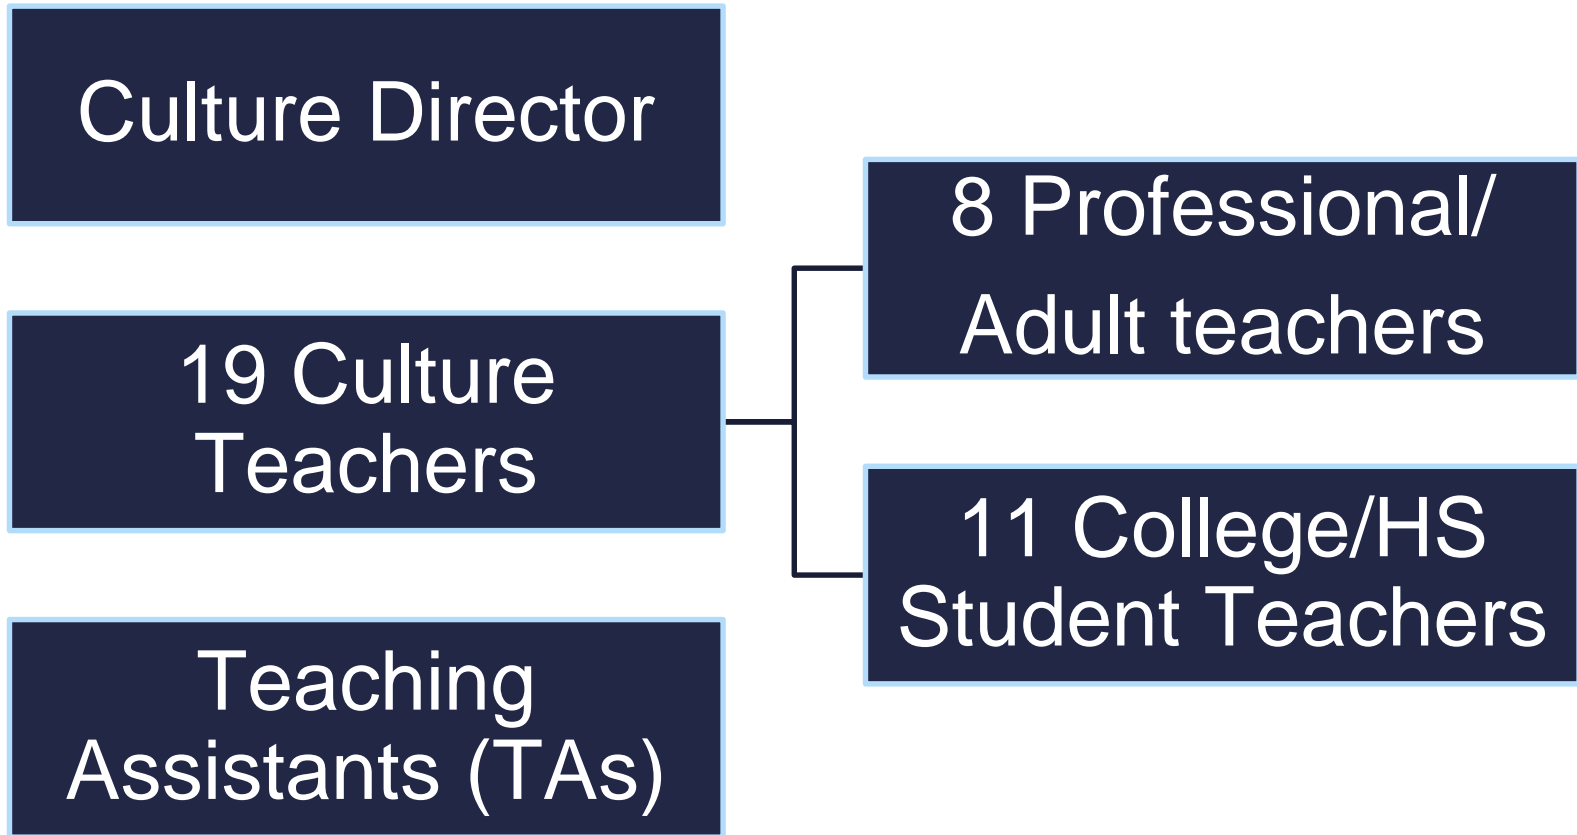 Culture Director
19 Culture
Teachers
Teaching
Assistants (TAs)
8 Professional/
Adult teachers
11 College/HS
Student Teachers